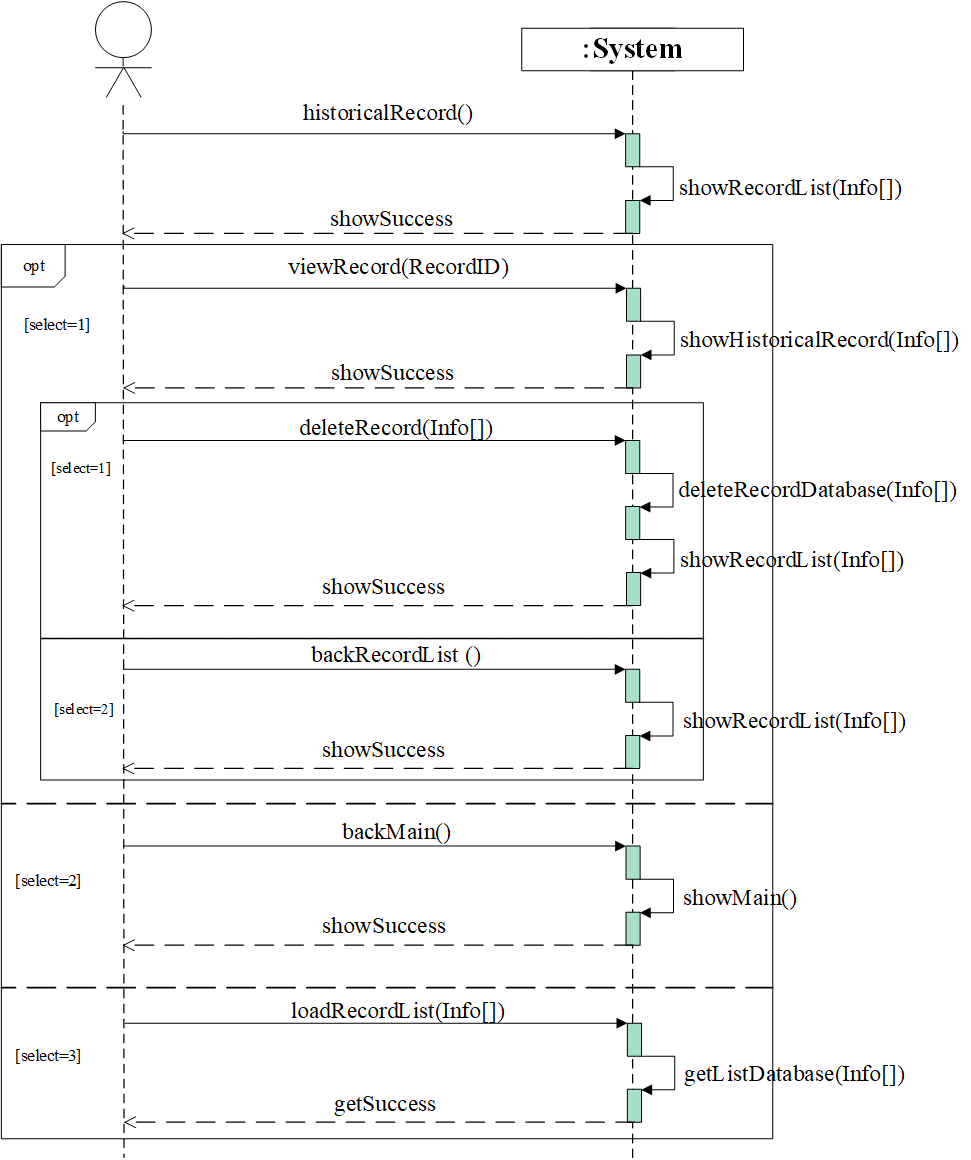 :System
historicalRecord()
showRecordList(Info[])
showSuccess
opt
viewRecord(RecordID)
[select=1]
showHistoricalRecord(Info[])
showSuccess
opt
deleteRecord(Info[])
[select=1]
deleteRecordDatabase(Info[])
showRecordList(Info[])
showSuccess
backRecordList ()
[select=2]
showRecordList(Info[])
showSuccess
backMain()
[select=2]
showMain()
showSuccess
loadRecordList(Info[])
[select=3]
getListDatabase(Info[])
getSuccess